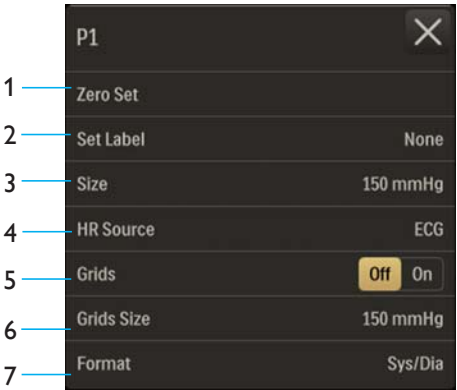 P1
1 Zero Set
2 Set Label None
3 Size 150 mmHg
4 HR Source ECG
5 Grids Off On
6 Grids Size 150 mmHg
7 Format Sys/Dia